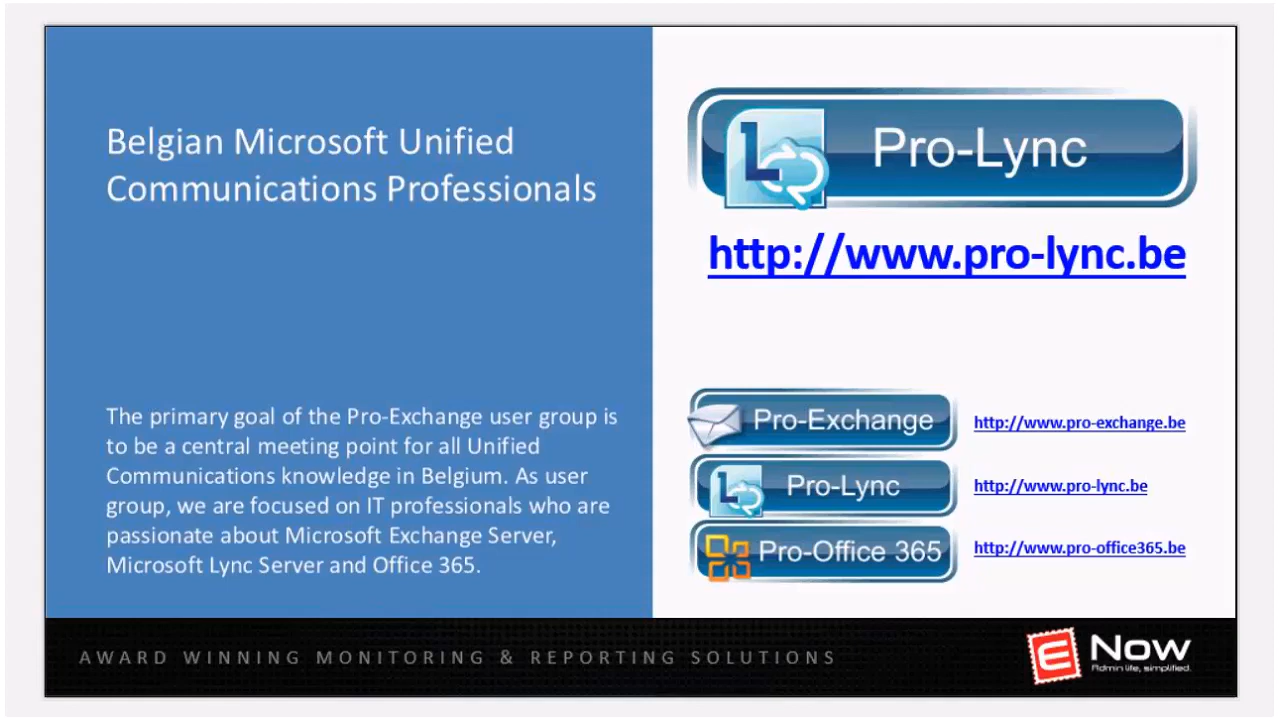 Belgian Microsoft Unified
Communications Professionals
The primary goal of the Pro-Exchange user group is
to be a central meeting point for all Unified
Communications knowledge in Belgium. As user
group, we are focused on IT professionals who are
passionate about Microsoft Exchange Server,
Microsoft Lync Server and Office 365.
L Pro-Lync
http://www.pro-lync.be
Pro-Exchange http://www.pro-exchange.be
L Pro-Lync http://www.pro-lync.be
Pro-Office 365 http://www.pro-office365.be
AWARD WINNING MONITORING & REPORTING SOLUTIONS
E Now
Admin life, simplified.